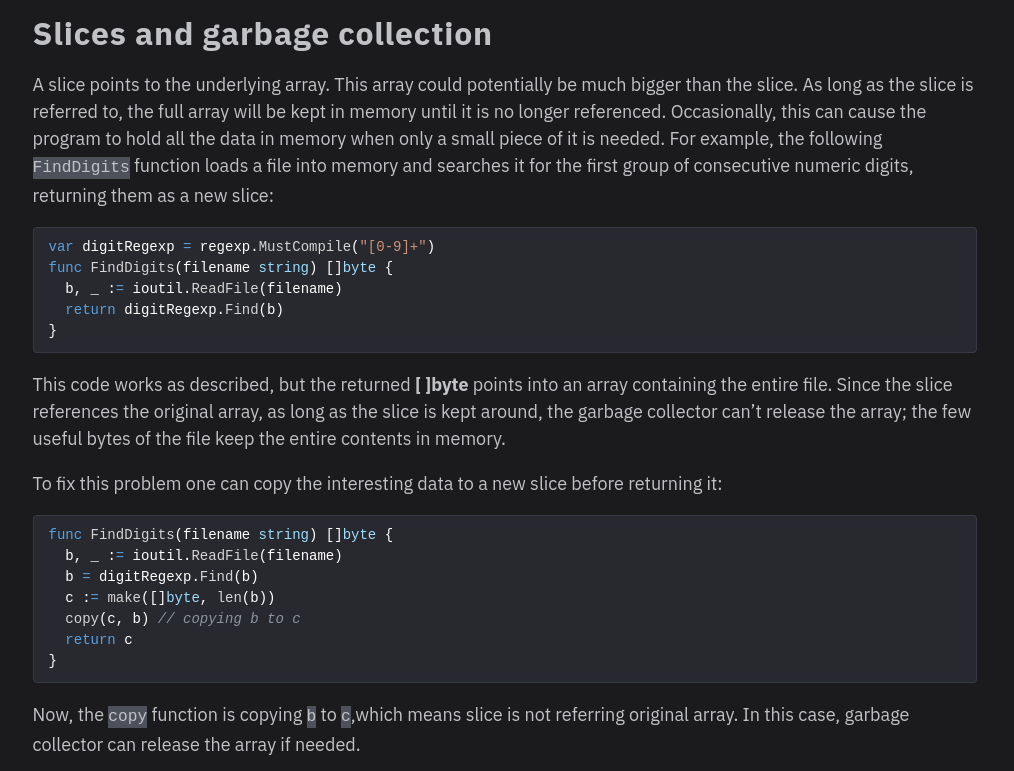 Slices and garbage collection
A slice points to the underlying array. This array could potentially be much bigger than the slice. As long as the slice is
referred to, the full array will be kept in memory until it is no longer referenced. Occasionally, this can cause the
program to hold all the data in memory when only a small piece of it is needed. For example, the following
FindDigits function loads a file into memory and searches it for the first group of consecutive numeric digits,
returning them as a new slice:
var digitRegexp = regexp.MustCompile("[0-9]+")
func FindDigits(filename string) []byte {
  b, _ := ioutil.ReadFile(filename)
  return digitRegexp.Find(b)
}
This code works as described, but the returned [ ]byte points into an array containing the entire file. Since the slice
references the original array, as long as the slice is kept around, the garbage collector can’t release the array; the few
useful bytes of the file keep the entire contents in memory.
To fix this problem one can copy the interesting data to a new slice before returning it:
func FindDigits(filename string) []byte {
  b, _ := ioutil.ReadFile(filename)
  b = digitRegexp.Find(b)
  c := make([]byte, len(b))
  copy(c, b) // copying b to c
  return c
}
Now, the copy function is copying b to c,which means slice is not referring original array. In this case, garbage
collector can release the array if needed.